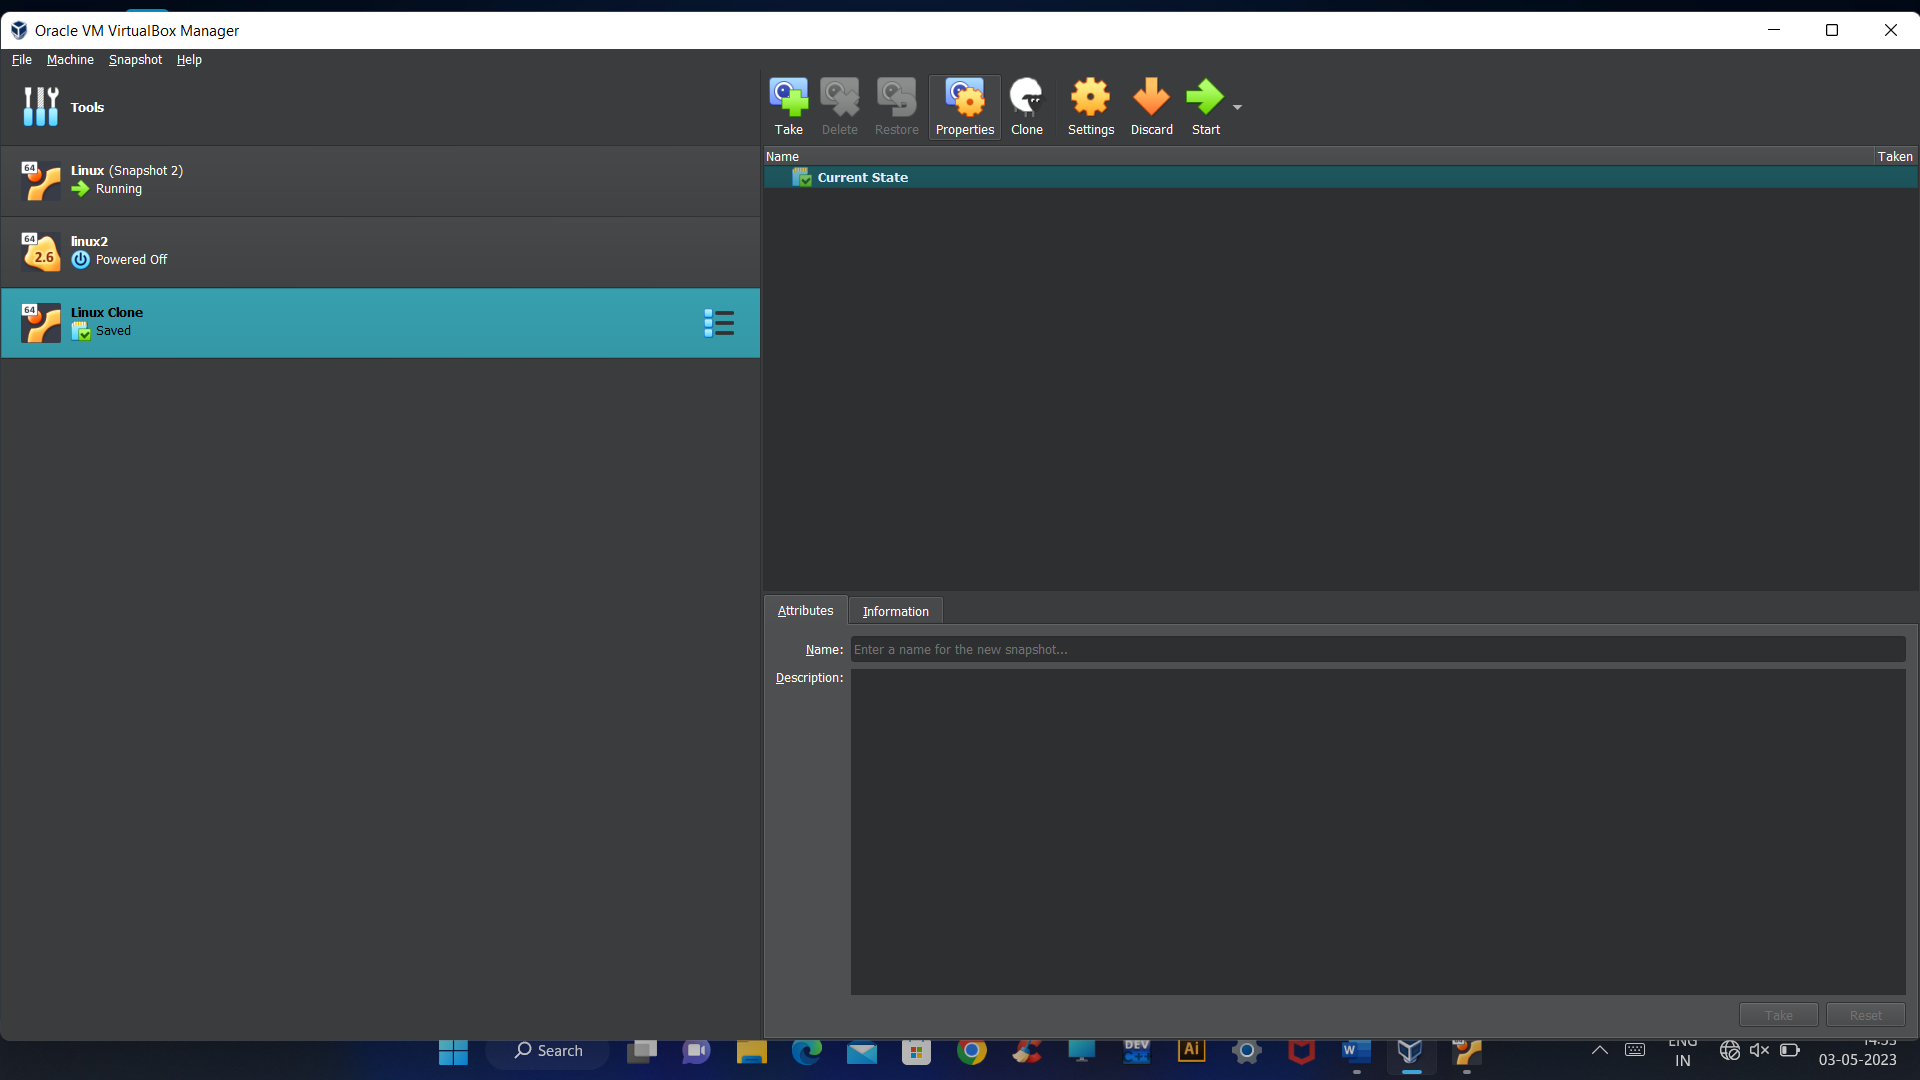 Oracle VM VirtualBox Manager
File Machine Snapshot Help
Tools
Take Delete Restore Properties Clone Settings Discard Start
64
Linux (Snapshot 2)
Running
64
2.6
linux2
Powered Off
64
Linux Clone
Saved
Name Taken
Current State
Attributes Information
Name: Enter a name for the new snapshot...
Description:
Take Reset
Search
DEV
C++
Ai
W
ENG
IN
14:33
03-05-2023